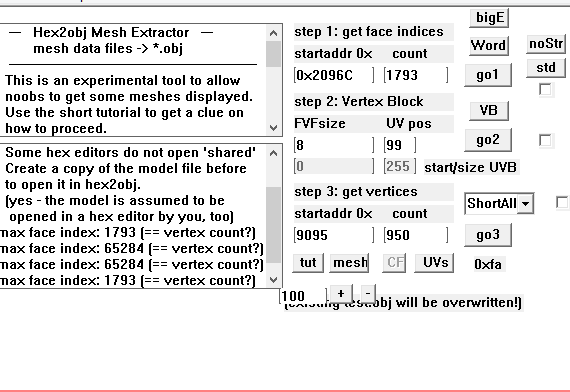 — Hex2obj Mesh Extractor —
mesh data files -> *.obj
This is an experimental tool to allow
noobs to get some meshes displayed.
Use the short tutorial to get a clue on
how to proceed.
Some hex editors do not open 'shared'
Create a copy of the model file before
to open it in hex2obj.
(yes - the model is assumed to be
opened in a hex editor by you, too)
max face index: 1793 (== vertex count?)
max face index: 65284 (== vertex count?)
max face index: 65284 (== vertex count?)
max face index: 1793 (== vertex count?)
step 1: get face indices
startaddr 0x count
0x2096C 1793
step 2: Vertex Block
FVFsize UV pos
8 99
0 255 start/size UVB
step 3: get vertices
startaddr 0x count
9095 950
tut mesh CF UVs
100 + -
(existing test.obj will be overwritten!)
bigE
Word
go1
VB
go2
ShortAll
go3
0xfa
noStr
std